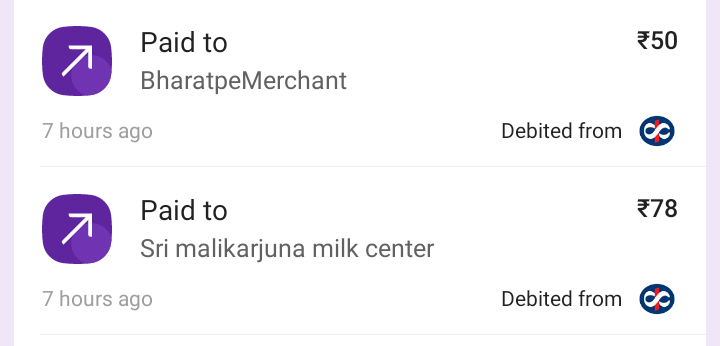 Paid to
₹50
BharatpeMerchant
7 hours ago
Debited from
Paid to
₹78
Sri malikarjuna milk center
7 hours ago
Debited from